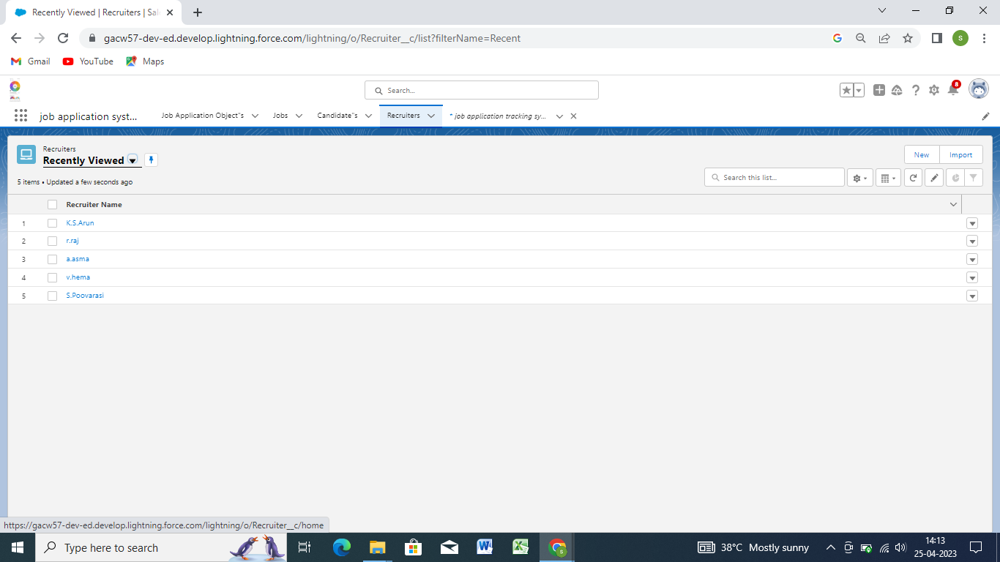 Recently Viewed | Recruiters | Sal
gacw57-dev-ed.develop.lightning.force.com/lightning/o/Recruiter__c/list?filterName=Recent
S
Gmail YouTube Maps
Search...
8
job application syst... Job Application Object"s Jobs Candidate"s Recruiters * job application tracking sy...
Recruiters
Recently Viewed
New Import
5 items • Updated a few seconds ago
Search this list...
Recruiter Name
1 K.S.Arun
2 r.raj
3 a.asma
4 v.hema
5 S.Poovarasi
https://gacw57-dev-ed.develop.lightning.force.com/lightning/o/Recruiter__c/home
Type here to search
38°C Mostly sunny
14:13
25-04-2023